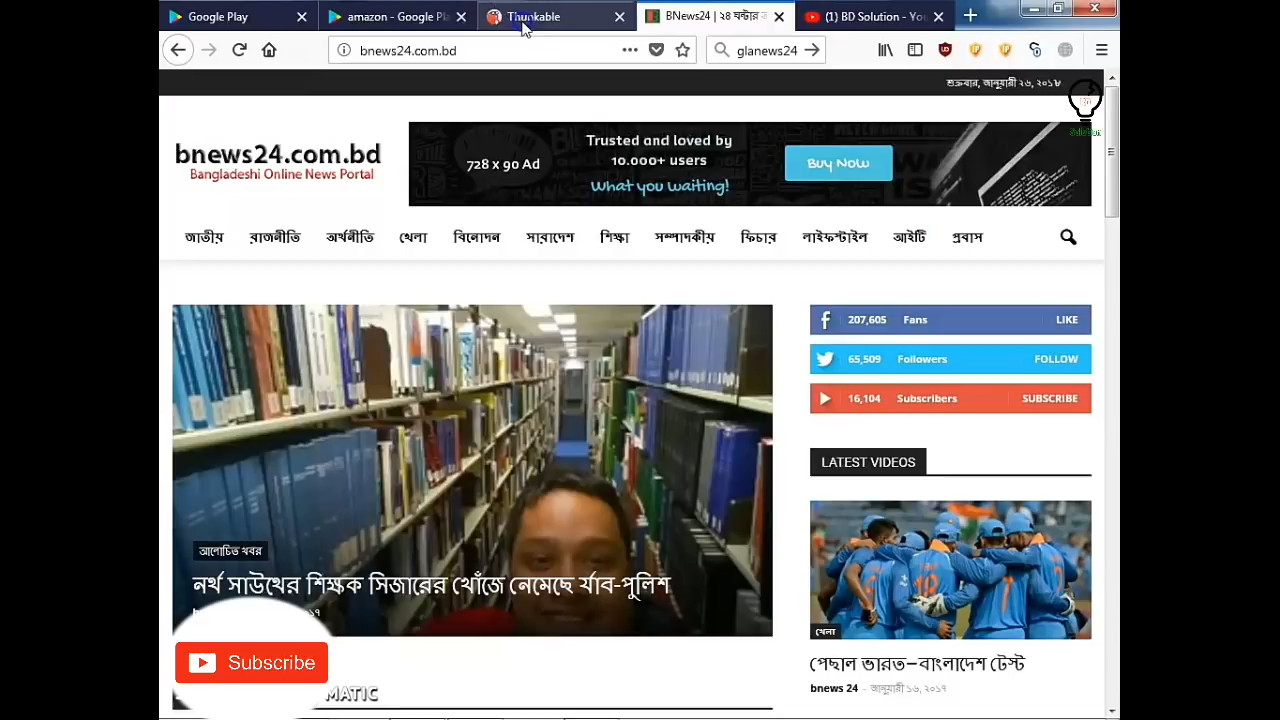 Google Play
amazon - Google Pla
Thunkable
BNews24 | ২৪ ঘন্টার
(1) BD Solution - You
bnews24.com.bd
glanews24
শুক্রবার, জানুয়ারী ২৬, ২০১৮
Solution
bnews24.com.bd
Bangladeshi Online News Portal
728 x 90 Ad
Trusted and loved by
10.000+ users
What you waiting!
Buy Now
জাতীয় রাজনীতি অর্থনীতি খেলা বিনোদন সারাদেশ শিক্ষা সম্পাদকীয় ফিচার লাইফস্টাইল আইটি প্রবাস
207,605 Fans LIKE
65,509 Followers FOLLOW
16,104 Subscribers SUBSCRIBE
LATEST VIDEOS
আলোচিত খবর
নর্থ সাউথের শিক্ষক সিজারের খোঁজে নেমেছে র্যাব-পুলিশ
খেলা
পেছাল ভারত–বাংলাদেশ টেস্ট
bnews 24 - জানুয়ারী ১৬, ২০১৭
Subscribe
MATIC